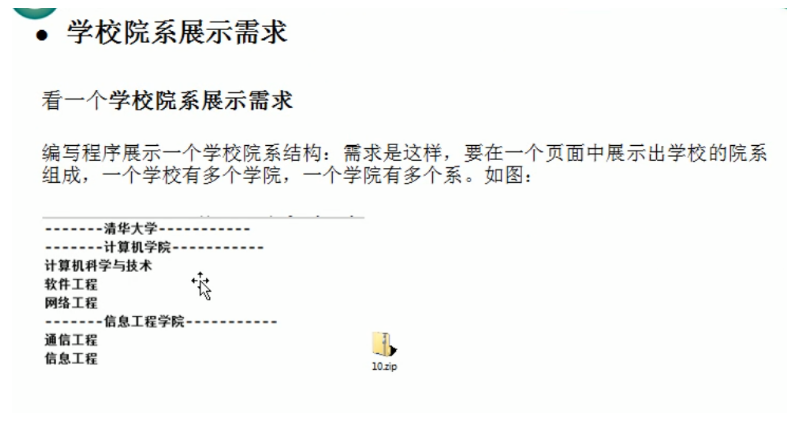 学校院系展示需求
看一个学校院系展示需求
编写程序展示一个学校院系结构：需求是这样，要在一个页面中展示出学校的院系
组成，一个学校有多个学院，一个学院有多个系。如图：
-------清华大学-----------
-------计算机学院-----------
计算机科学与技术
软件工程
网络工程
-------信息工程学院-----------
通信工程
信息工程
10.zip